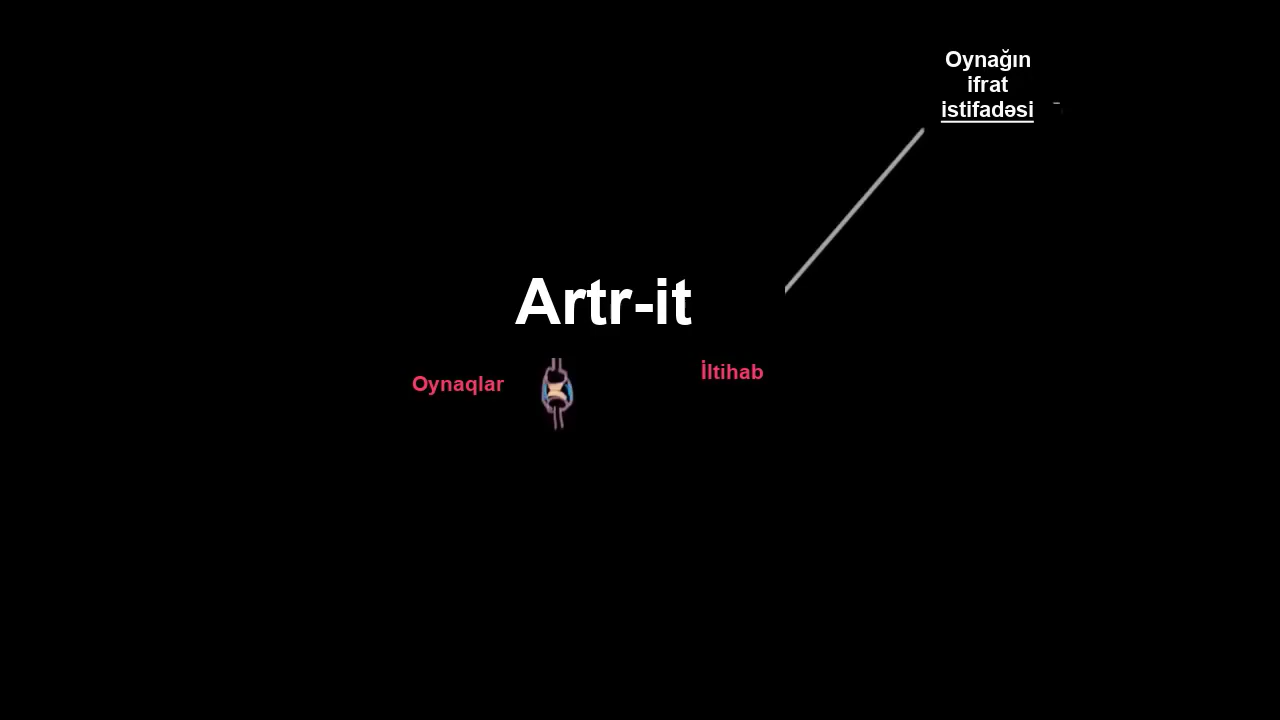 Oynağın
ifrat
istifadəsi
Artr-it
Oynaqlar
İltihab